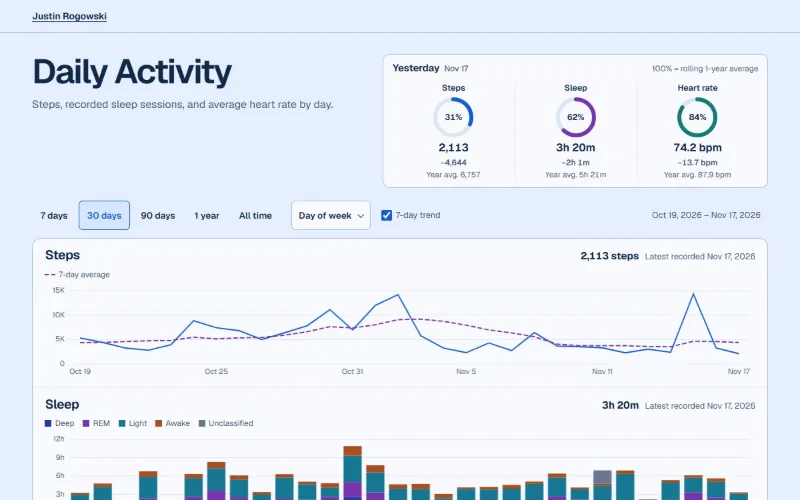 Justin Rogowski
Daily Activity
Steps, recorded sleep sessions, and average heart rate by day.
Yesterday Nov 17
100% = rolling 1-year average
Steps
31%
2,113
−4,644
Year avg. 6,757
Sleep
62%
3h 20m
−2h 1m
Year avg. 5h 21m
Heart rate
84%
74.2 bpm
−13.7 bpm
Year avg. 87.9 bpm
7 days 30 days 90 days 1 year All time Day of week 7-day trend Oct 19, 2026 – Nov 17, 2026
Steps
2,113 steps Latest recorded Nov 17, 2026
7-day average
15K
10K
5K
0
Oct 19 Oct 25 Oct 31 Nov 5 Nov 11 Nov 17
Sleep
3h 20m Latest recorded Nov 17, 2026
Deep REM Light Awake Unclassified
12h
9h
6h
3h